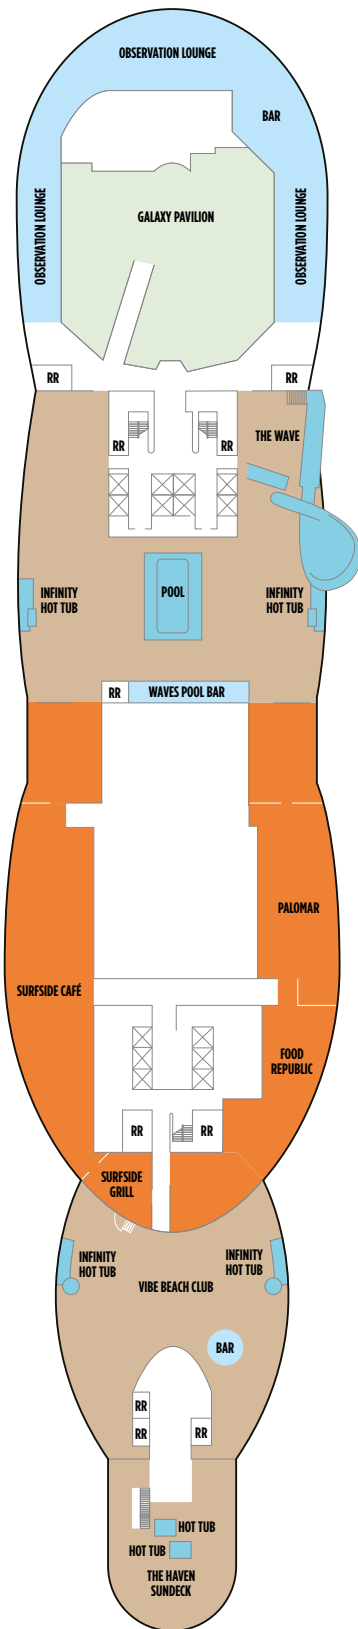 OBSERVATION LOUNGE
BAR
OBSERVATION LOUNGE
GALAXY PAVILION
OBSERVATION LOUNGE
RR
RR
RR
RR
THE WAVE
INFINITY
HOT TUB
POOL
INFINITY
HOT TUB
RR
WAVES POOL BAR
PALOMAR
SURFSIDE CAFÉ
FOOD
REPUBLIC
RR
RR
SURFSIDE
GRILL
INFINITY
HOT TUB
INFINITY
HOT TUB
VIBE BEACH CLUB
BAR
RR
RR
RR
HOT TUB
HOT TUB
THE HAVEN
SUNDECK